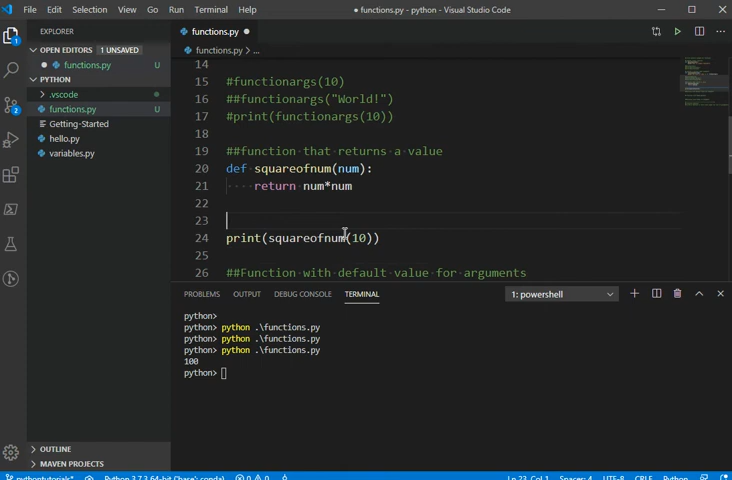 File Edit Selection View Go Run Terminal Help
● functions.py - python - Visual Studio Code
EXPLORER
OPEN EDITORS 1 UNSAVED
functions.py U
PYTHON
.vscode
functions.py U
Getting-Started
hello.py
variables.py
OUTLINE
MAVEN PROJECTS
1
2
functions.py
functions.py > ...
14
15 #functionargs(10)
16 ##functionargs("World!")
17 #print(functionargs(10))
18
19 ##function that returns a value
20 def squareofnum(num):
21 return num*num
22
23
24 print(squareofnum(10))
25
26 ##Function with default value for arguments
PROBLEMS OUTPUT DEBUG CONSOLE TERMINAL 1: powershell
python>
python> python .\functions.py
python> python .\functions.py
python> python .\functions.py
100
python>
pythontutorials* Python 3.7.3 64-bit ('base': conda) 0 0 Ln 23, Col 1 Spaces: 4 UTF-8 CRLF Python